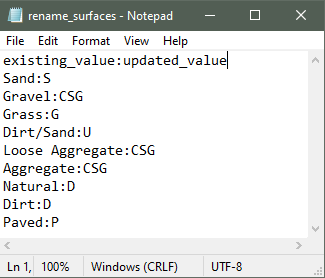 rename_surfaces - Notepad
File Edit Format View Help
existing_value:updated_value
Sand:S
Gravel:CSG
Grass:G
Dirt/Sand:U
Loose Aggregate:CSG
Aggregate:CSG
Natural:D
Dirt:D
Paved:P
Ln 1, 100% Windows (CRLF) UTF-8